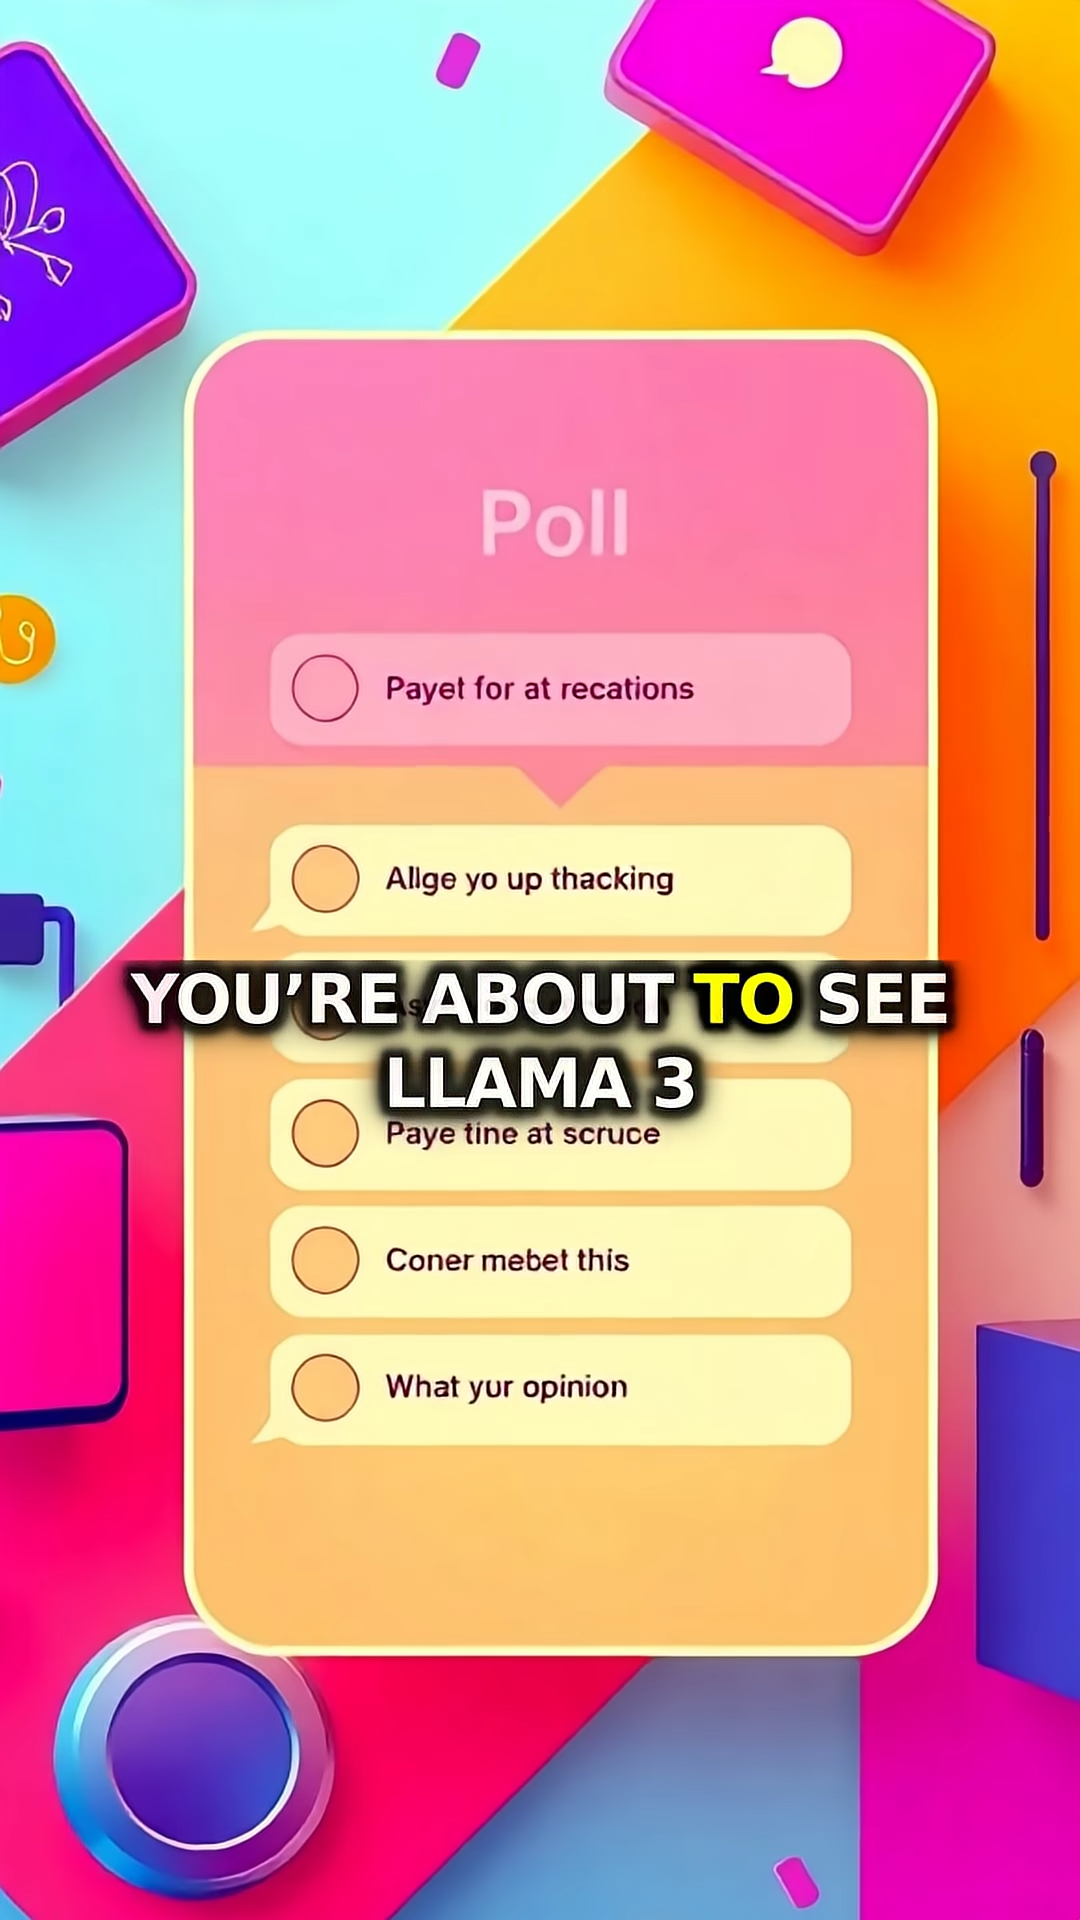 Poll
Payet for at recations
Allge yo up thacking
YOU’RE ABOUT TO SEE
LLAMA 3
Paye tine at scruce
Coner mebet this
What yur opinion